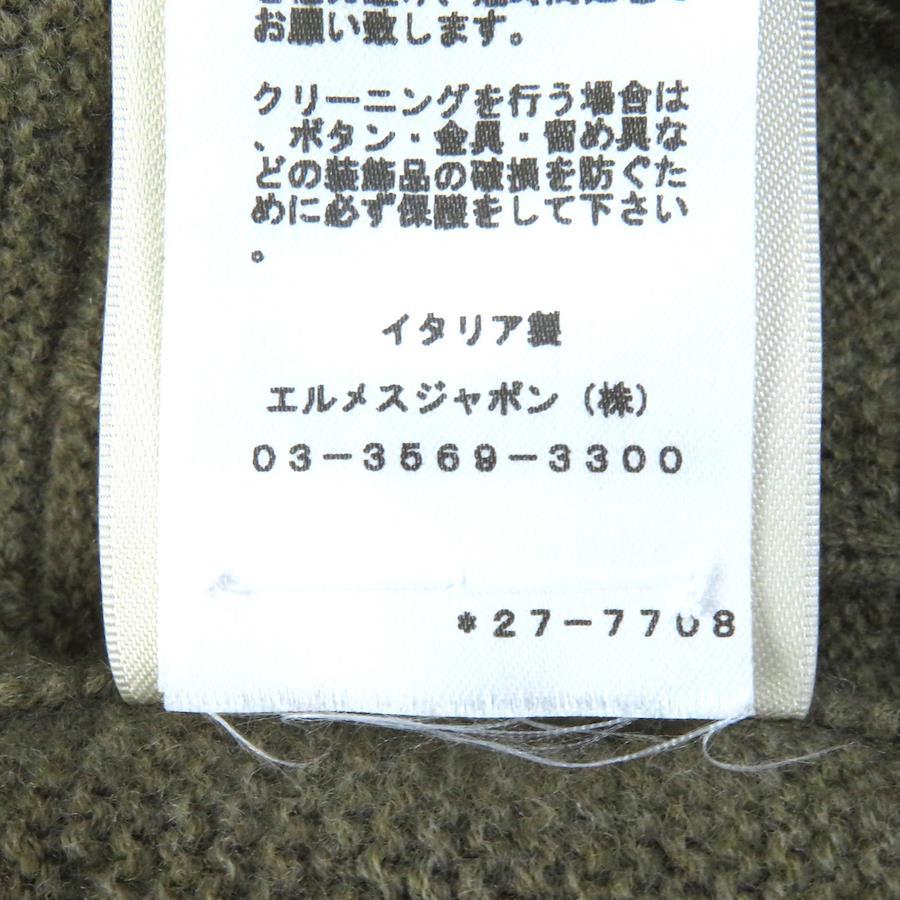 お願い致します。
クリーニングを行う場合は
、ボタン・金具・留め具な
どの装飾品の破損を防ぐた
めに必ず保護をして下さい
。
イタリア製
エルメスジャポン（株）
03-3569-3300
*27-7708